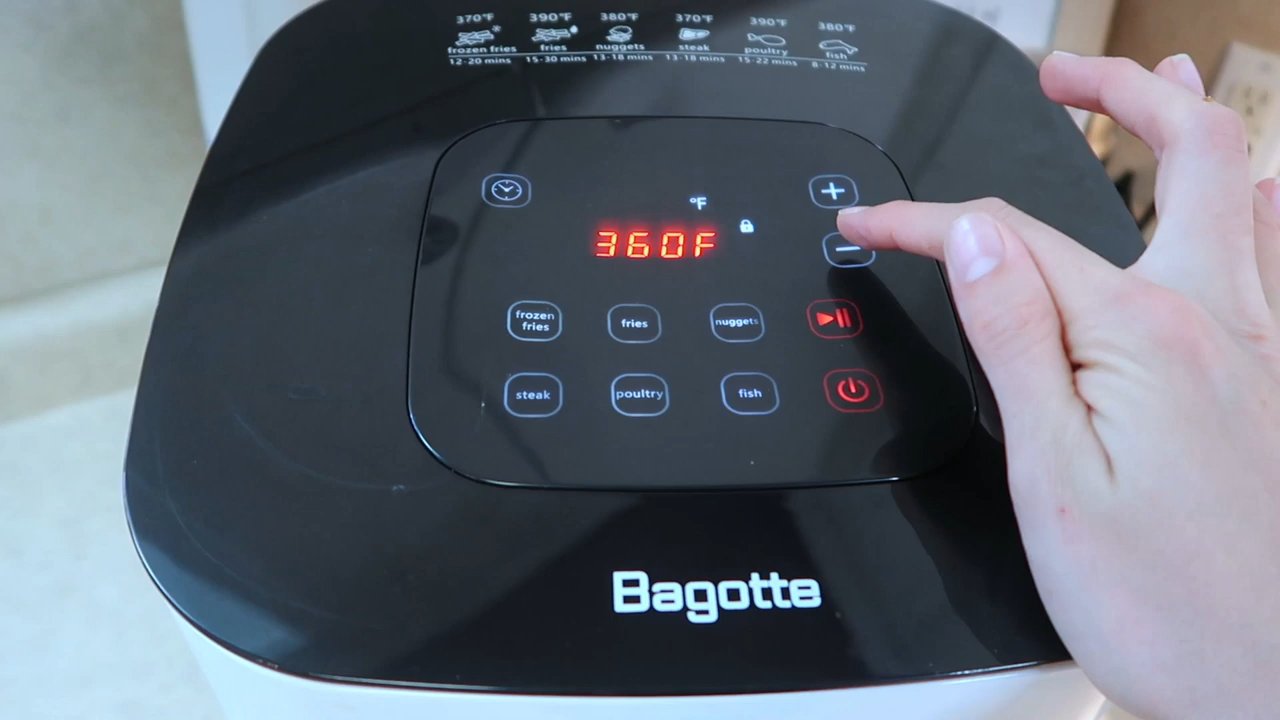 370°F 390°F 380°F 370°F 390°F 380°F
frozen fries fries nuggets steak poultry fish
12-20 mins 15-30 mins 13-18 mins 13-18 mins 15-22 mins 8-12 mins
+
°F
360F
−
frozen fries fries nuggets
steak poultry fish
Bagotte